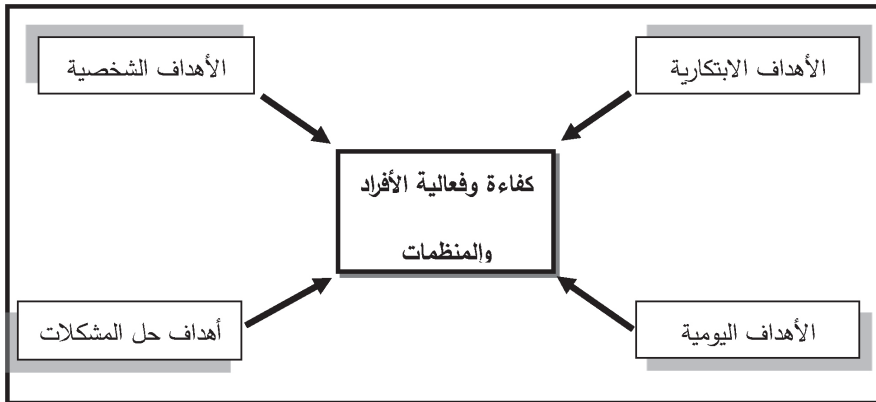 الأهداف الابتكارية
الأهداف الشخصية
كفاءة وفعالية الأفراد
والمنظمات
الأهداف اليومية
أهداف حل المشكلات